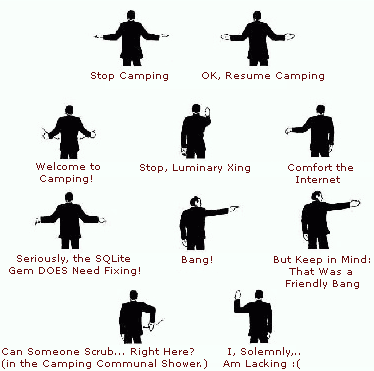 Stop Camping
OK, Resume Camping
Welcome to
Camping!
Stop, Luminary Xing
Comfort the
Internet
Seriously, the SQLite
Gem DOES Need Fixing!
Bang!
But Keep in Mind:
That Was a
Friendly Bang
Can Someone Scrub... Right Here?
(in the Camping Communal Shower.)
I, Solemnly,..
Am Lacking :(